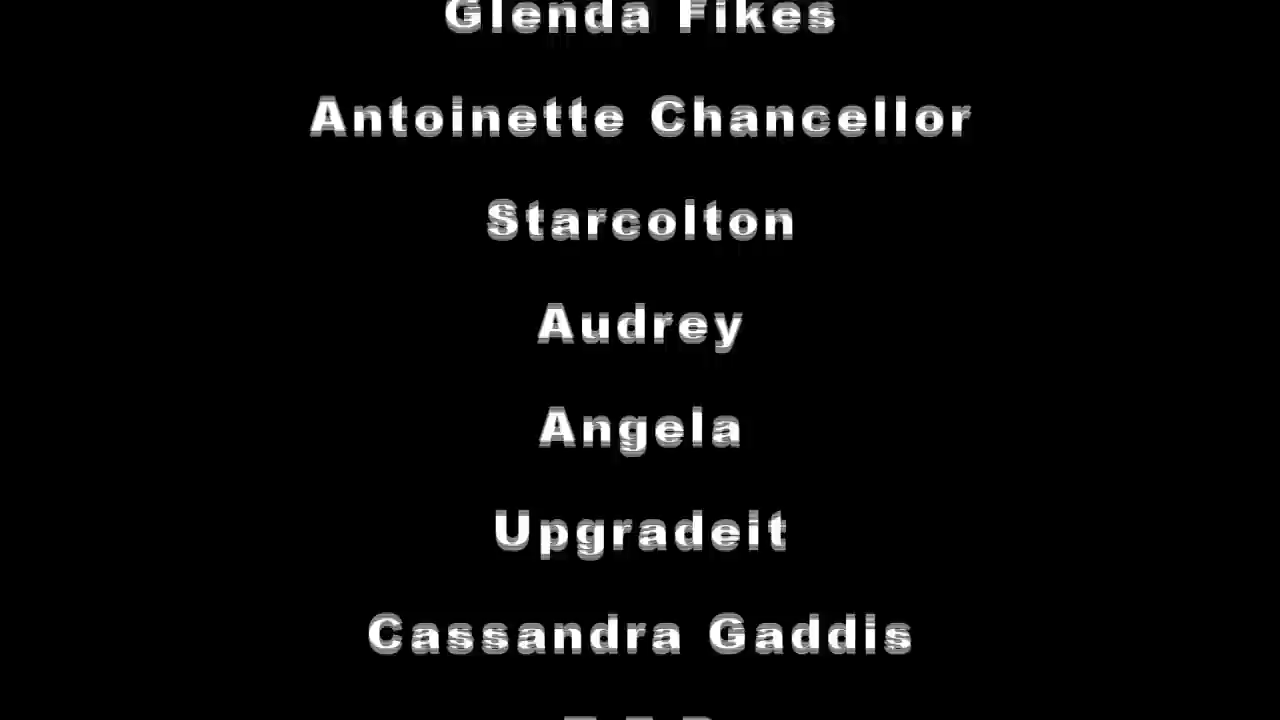 Glenda Fikes
Antoinette Chancellor
Starcolton
Audrey
Angela
Upgradeit
Cassandra Gaddis